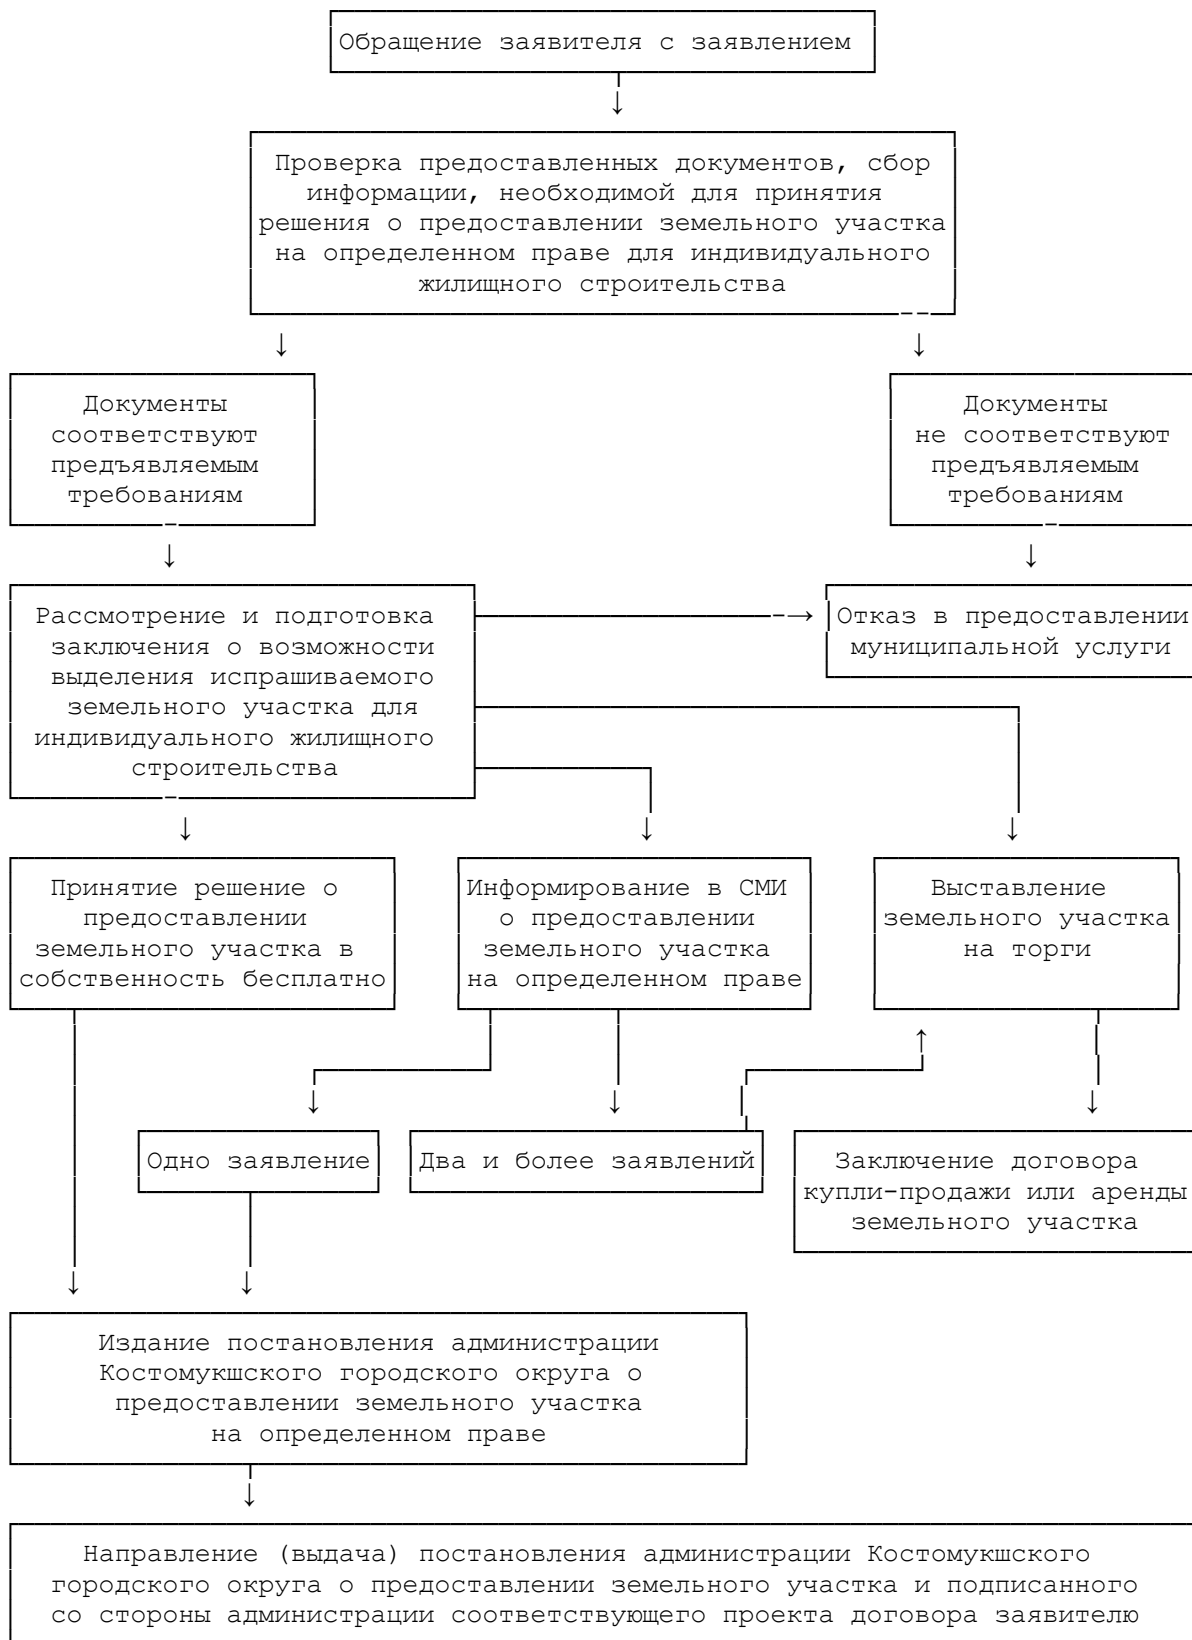 Обращение заявителя с заявлением
Проверка предоставленных документов, сбор
информации, необходимой для принятия
решения о предоставлении земельного участка
на определенном праве для индивидуального
жилищного строительства
Документы
соответствуют
предъявляемым
требованиям
Документы
не соответствуют
предъявляемым
требованиям
Рассмотрение и подготовка
заключения о возможности
выделения испрашиваемого
земельного участка для
индивидуального жилищного
строительства
Отказ в предоставлении
муниципальной услуги
Принятие решение о
предоставлении
земельного участка в
собственность бесплатно
Информирование в СМИ
о предоставлении
земельного участка
на определенном праве
Выставление
земельного участка
на торги
Одно заявление
Два и более заявлений
Заключение договора
купли-продажи или аренды
земельного участка
Издание постановления администрации
Костомукшского городского округа о
предоставлении земельного участка
на определенном праве
Направление (выдача) постановления администрации Костомукшского
городского округа о предоставлении земельного участка и подписанного
со стороны администрации соответствующего проекта договора заявителю